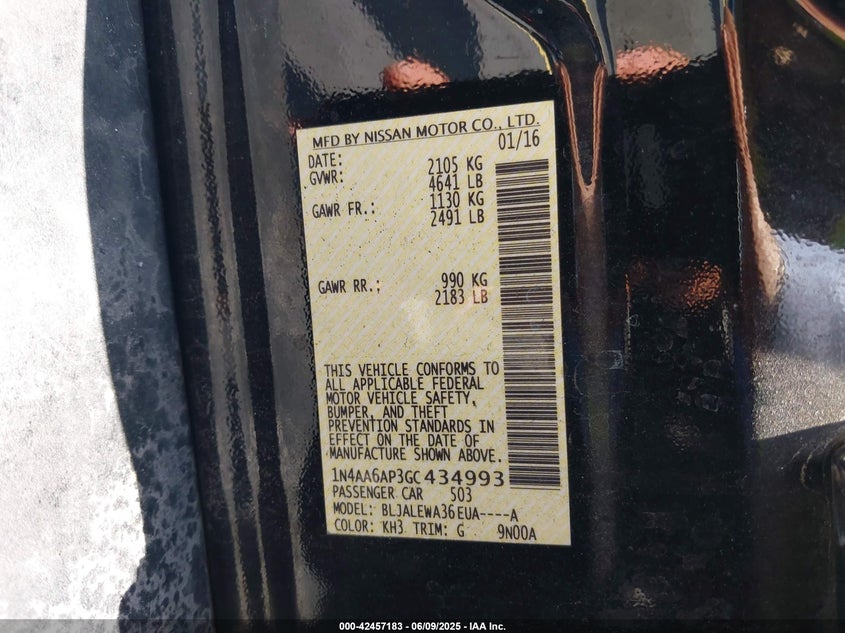 MFD BY NISSAN MOTOR CO., LTD.
DATE: 01/16
GVWR: 2105 KG
4641 LB
GAWR FR.: 1130 KG
2491 LB
GAWR RR.: 990 KG
2183 LB
THIS VEHICLE CONFORMS TO
ALL APPLICABLE FEDERAL
MOTOR VEHICLE SAFETY,
BUMPER, AND THEFT
PREVENTION STANDARDS IN
EFFECT ON THE DATE OF
MANUFACTURE SHOWN ABOVE.
1N4AA6AP3GC434993
PASSENGER CAR 503
MODEL: BLJALEWA36EUA----A
COLOR: KH3 TRIM: G 9N00A
000-42457183 - 06/09/2025 - IAA Inc.